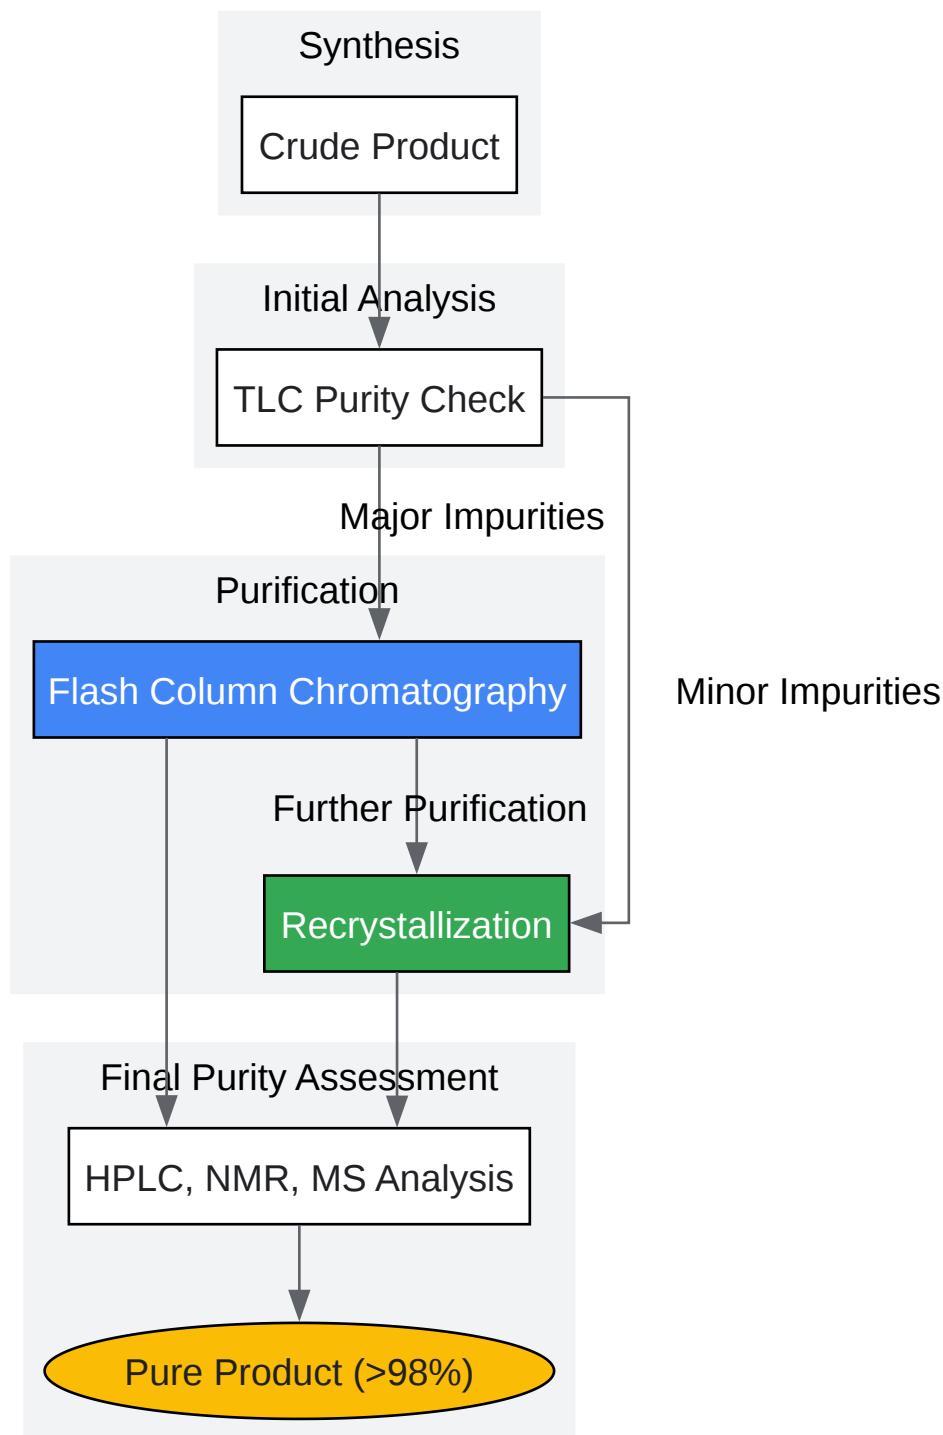 Synthesis
Crude Product
Initial Analysis
TLC Purity Check
Major Impurities
Purification
Flash Column Chromatography
Minor Impurities
Further Purification
Recrystallization
Final Purity Assessment
HPLC, NMR, MS Analysis
Pure Product (>98%)